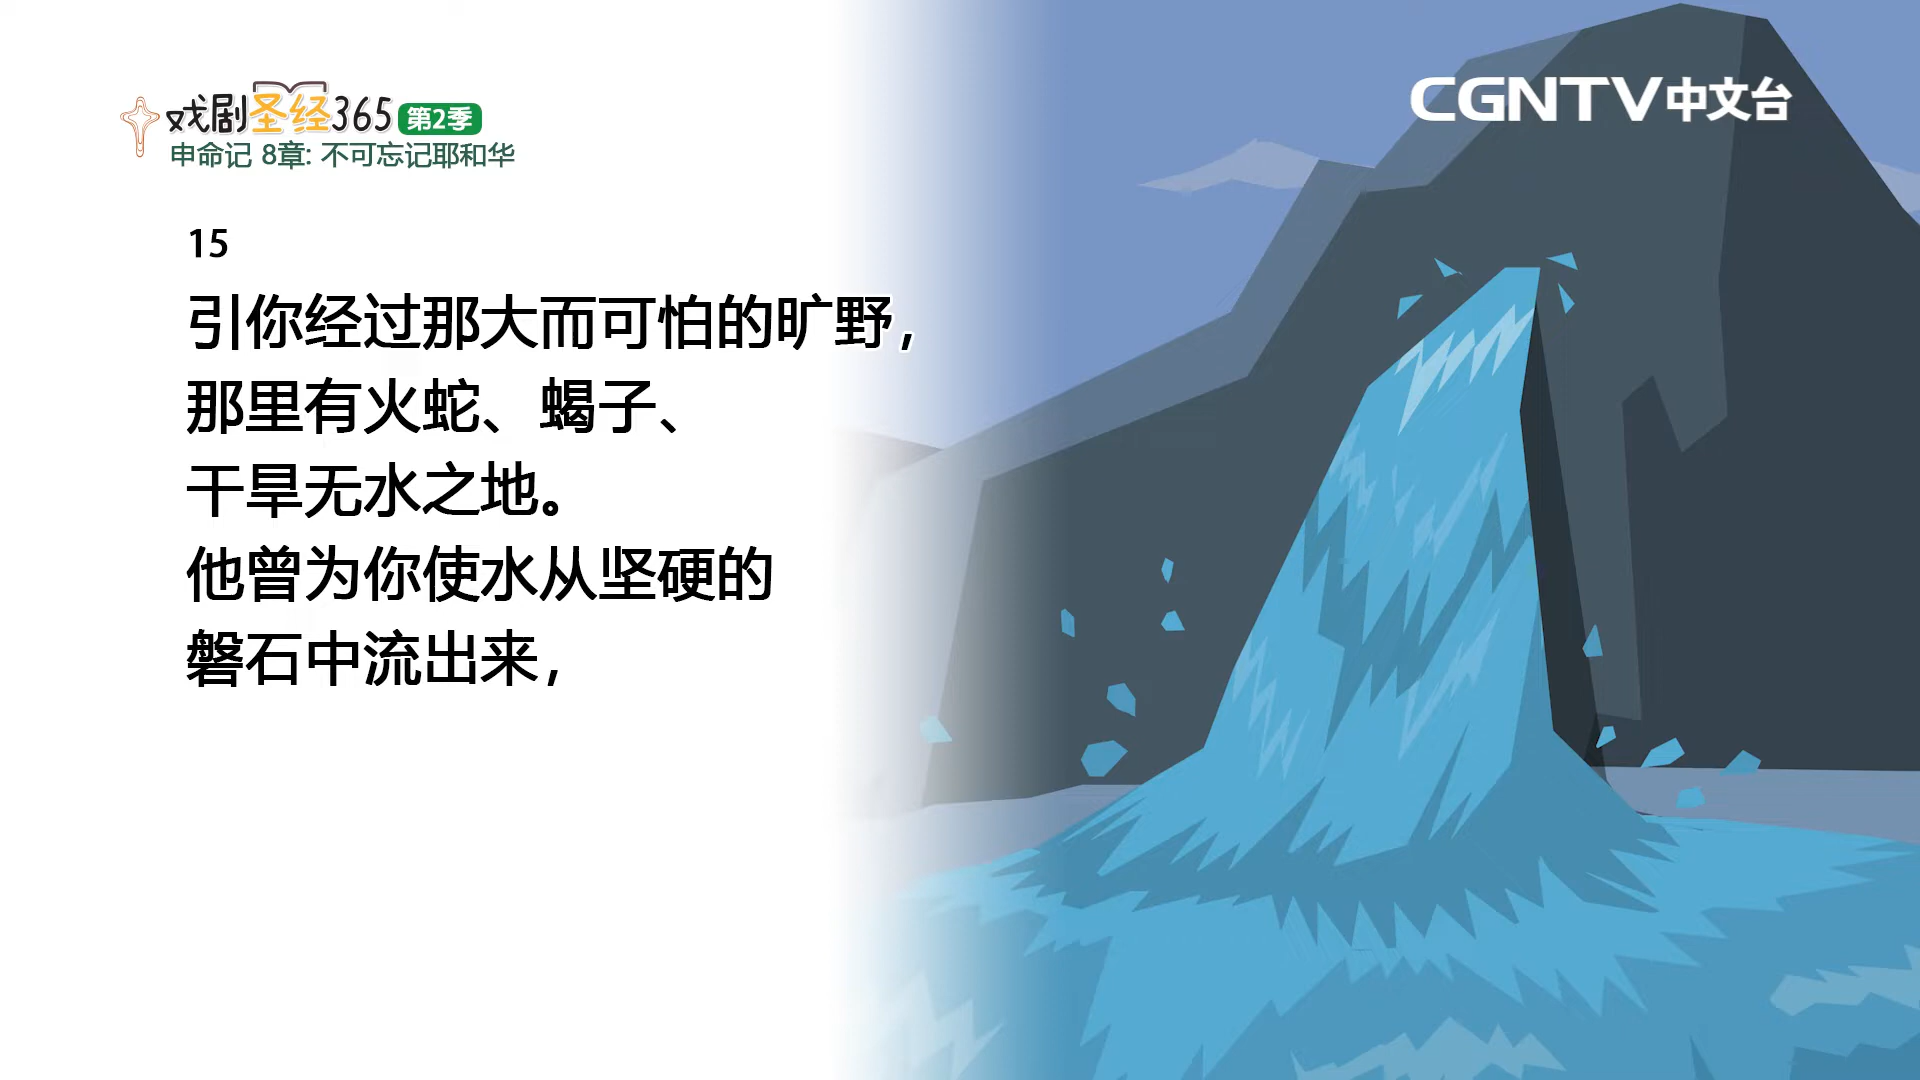 戏剧圣经365 第2季
申命记 8章: 不可忘记耶和华
CGNTV中文台
15
引你经过那大而可怕的旷野，
那里有火蛇、蝎子、
干旱无水之地。
他曾为你使水从坚硬的
磐石中流出来，